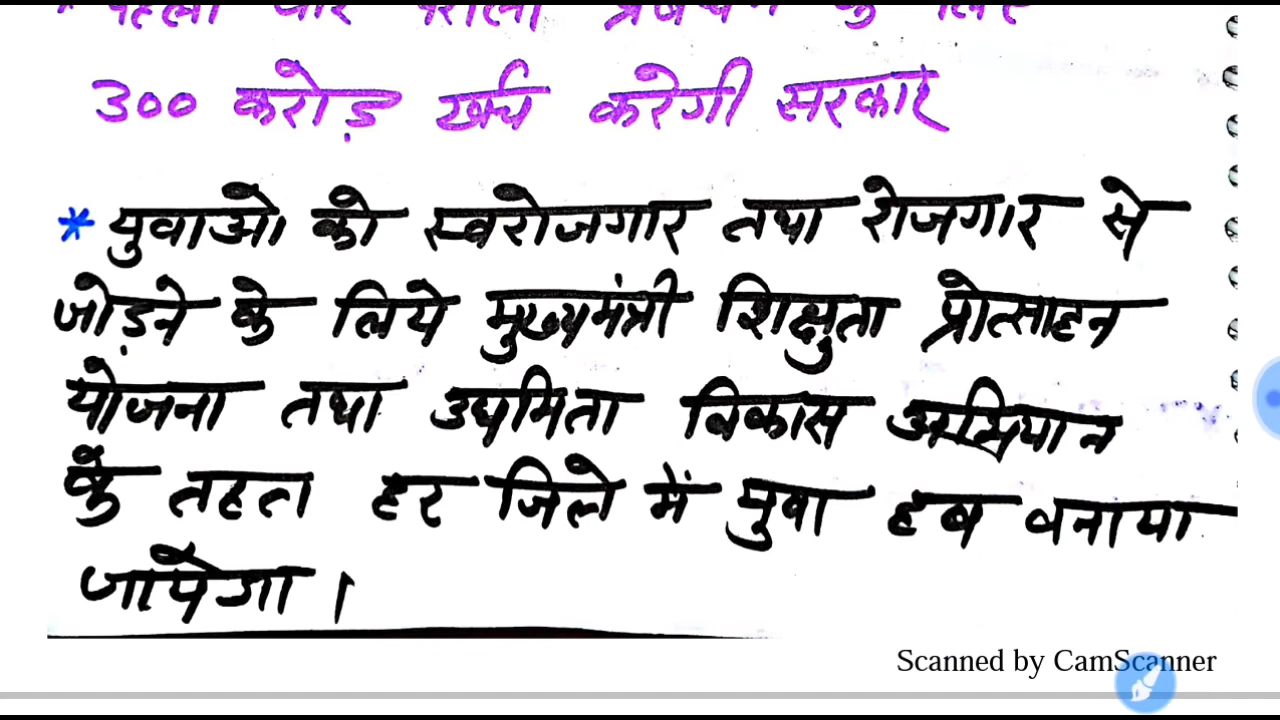 300 करोड़ खर्च करेगी सरकार
* युवाओं को स्वरोजगार तथा रोजगार से
जोड़ने के लिये मुख्यमंत्री शिक्षुता प्रोत्साहन
योजना तथा उद्यमिता विकास अभियान
के तहत हर जिले में युवा हब बनाया
जायेगा।
Scanned by CamScanner